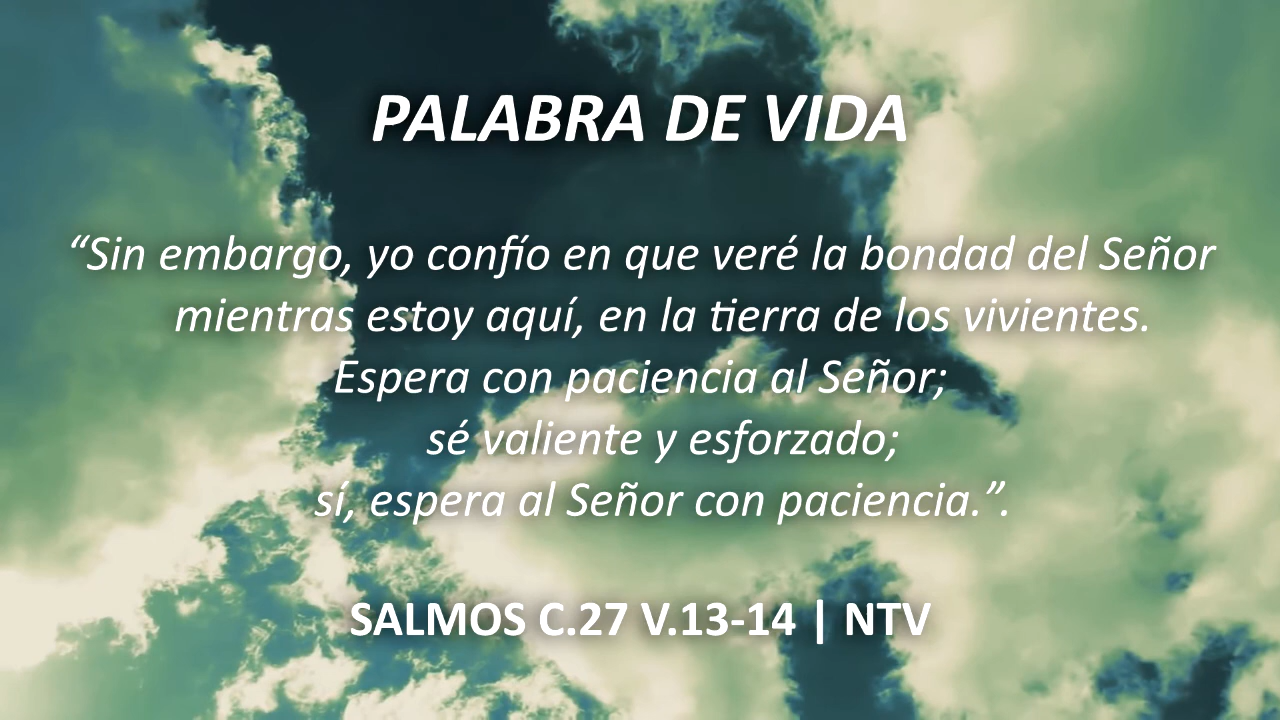 PALABRA DE VIDA
“Sin embargo, yo confío en que veré la bondad del Señor
mientras estoy aquí, en la tierra de los vivientes.
Espera con paciencia al Señor;
sé valiente y esforzado;
sí, espera al Señor con paciencia.”.
SALMOS C.27 V.13-14 | NTV